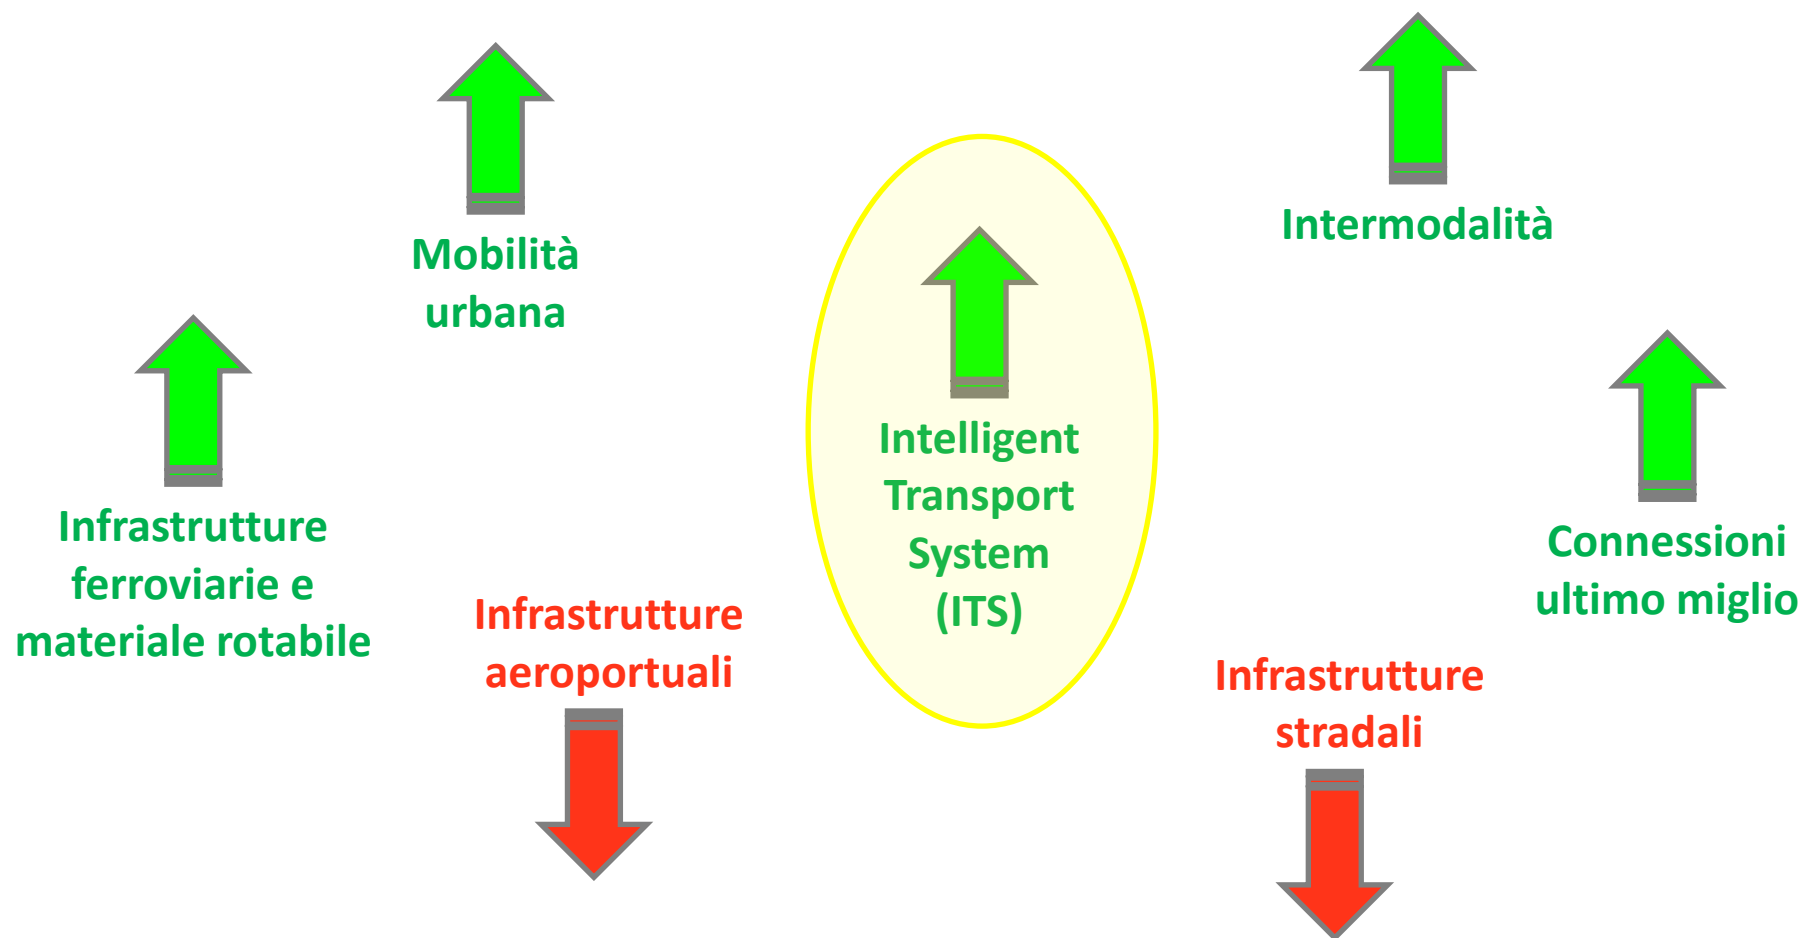 Mobilità
urbana
Intermodalità
Infrastrutture
ferroviarie e
materiale rotabile
Intelligent
Transport
System
(ITS)
Connessioni
ultimo miglio
Infrastrutture
aeroportuali
Infrastrutture
stradali